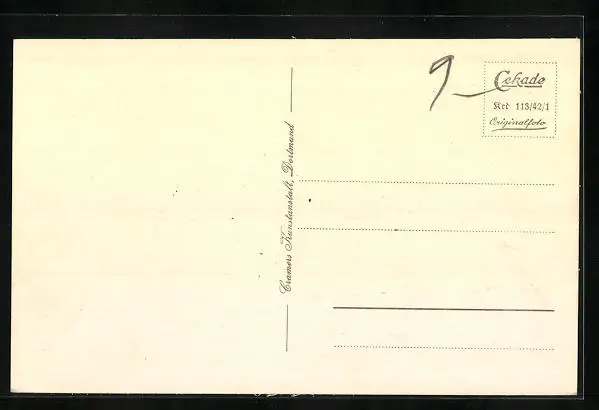 9-
Cekade
Krd 113/42/1
Originalfoto
Cramers Kunstanstalt, Dortmund